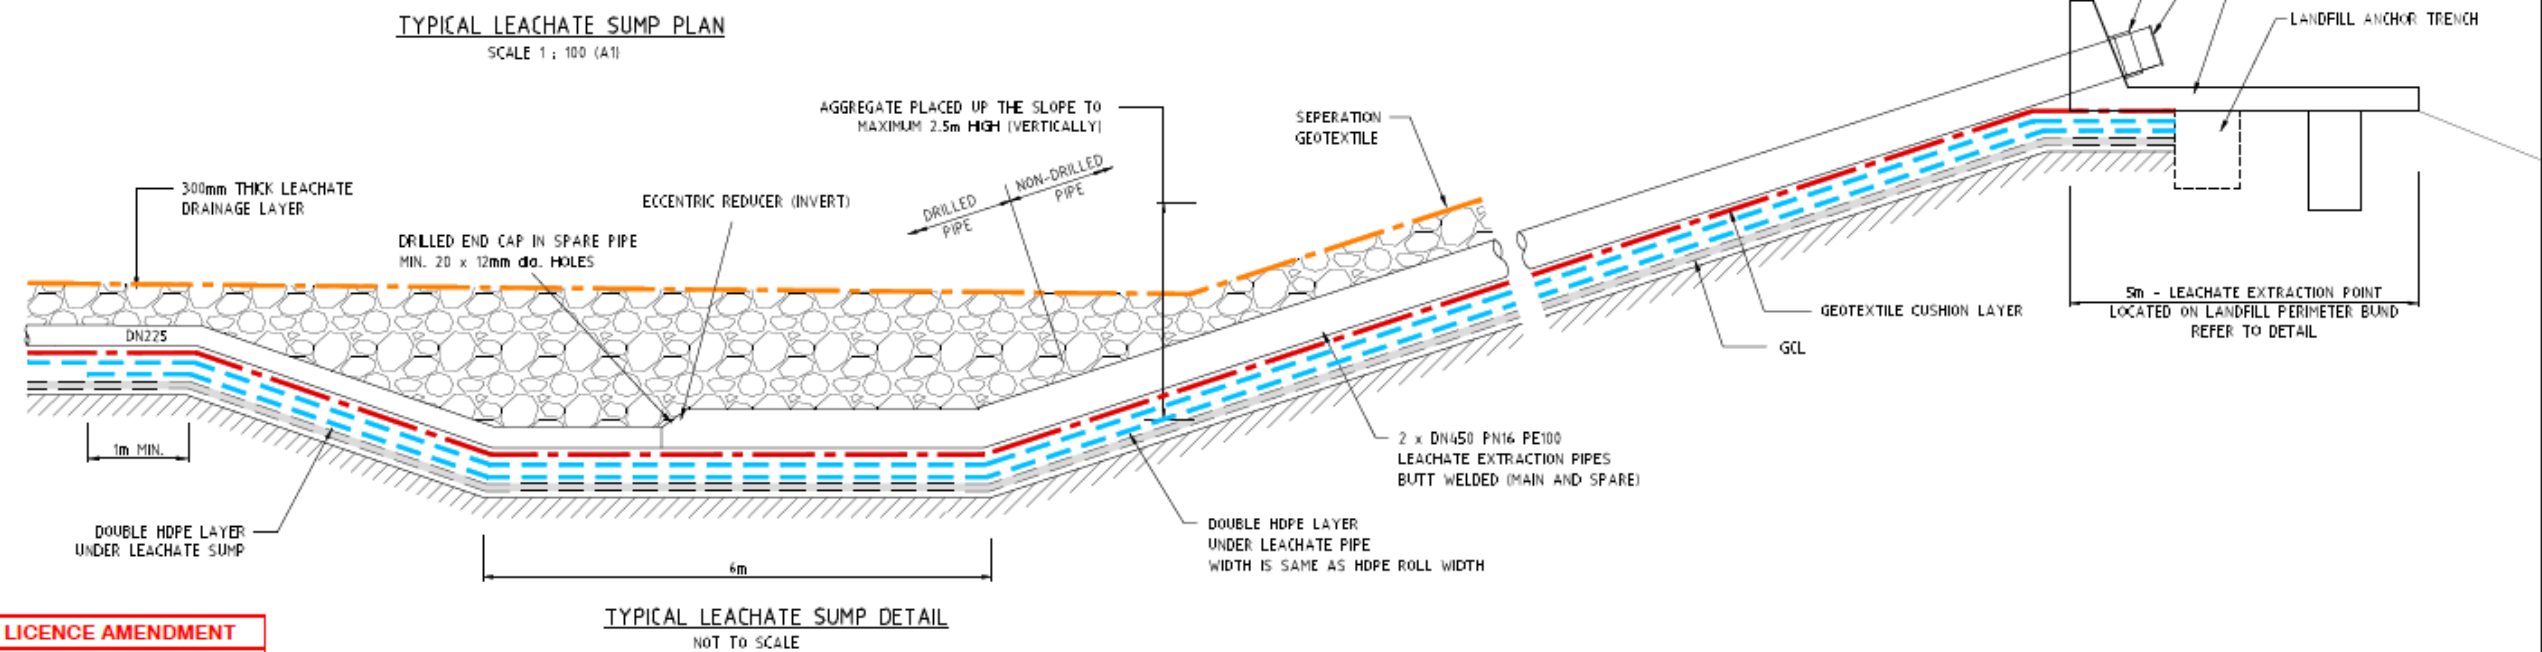 TYPICAL LEACHATE SUMP PLAN
SCALE 1 : 100 (A1)
LANDFILL ANCHOR TRENCH
AGGREGATE PLACED UP THE SLOPE TO
MAXIMUM 2.5m HIGH (VERTICALLY)
SEPERATION
GEOTEXTILE
DRILLED
PIPE
NON-DRILLED
PIPE
300mm THICK LEACHATE
DRAINAGE LAYER
ECCENTRIC REDUCER (INVERT)
DRILLED END CAP IN SPARE PIPE
MIN. 20 x 12mm dia. HOLES
DN225
5m - LEACHATE EXTRACTION POINT
LOCATED ON LANDFILL PERIMETER BUND
REFER TO DETAIL
GEOTEXTILE CUSHION LAYER
GCL
1m MIN.
2 x DN450 PN16 PE100
LEACHATE EXTRACTION PIPES
BUTT WELDED (MAIN AND SPARE)
DOUBLE HDPE LAYER
UNDER LEACHATE SUMP
DOUBLE HDPE LAYER
UNDER LEACHATE PIPE
WIDTH IS SAME AS HDPE ROLL WIDTH
6m
TYPICAL LEACHATE SUMP DETAIL
NOT TO SCALE
LICENCE AMENDMENT